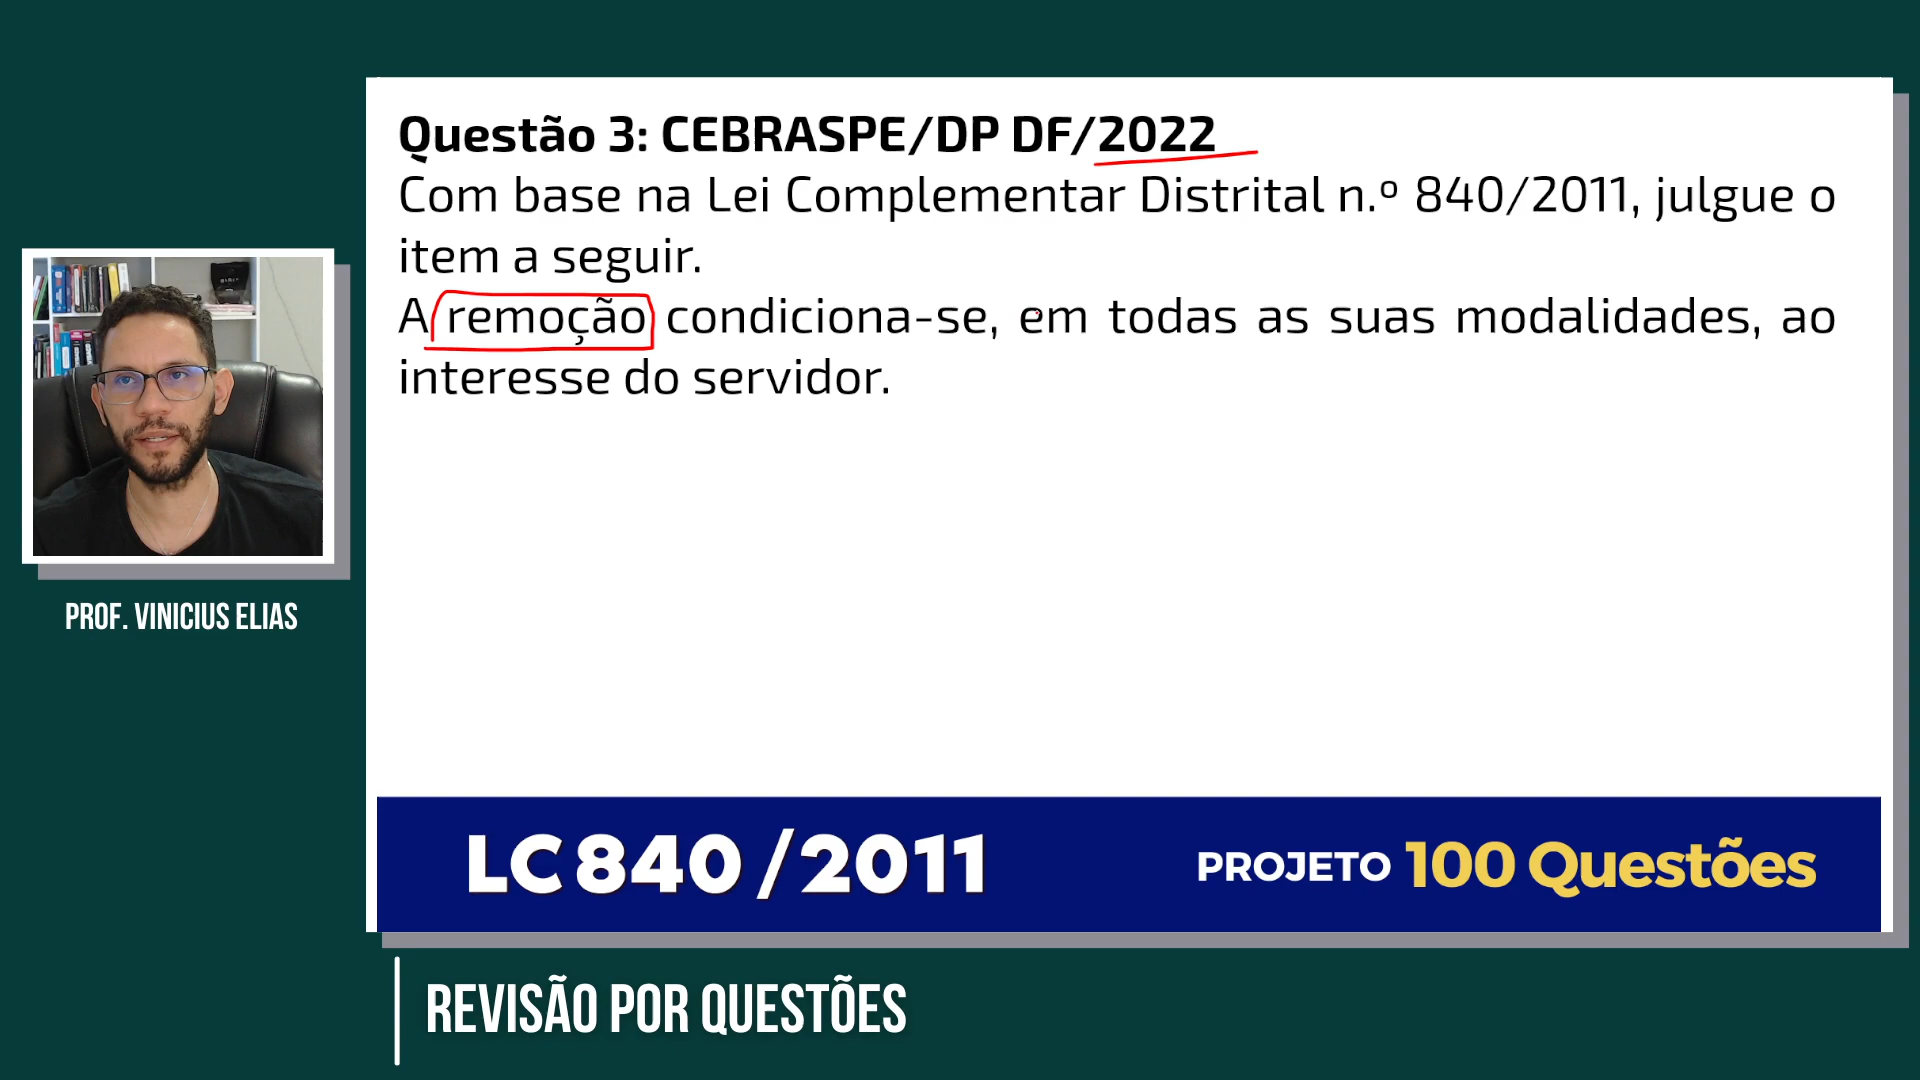 Questão 3: CEBRASPE/DP DF/2022
Com base na Lei Complementar Distrital n.º 840/2011, julgue o
item a seguir.
A remoção condiciona-se, em todas as suas modalidades, ao
interesse do servidor.
PROF. VINICIUS ELIAS
LC 840 /2011
PROJETO 100 Questões
REVISÃO POR QUESTÕES